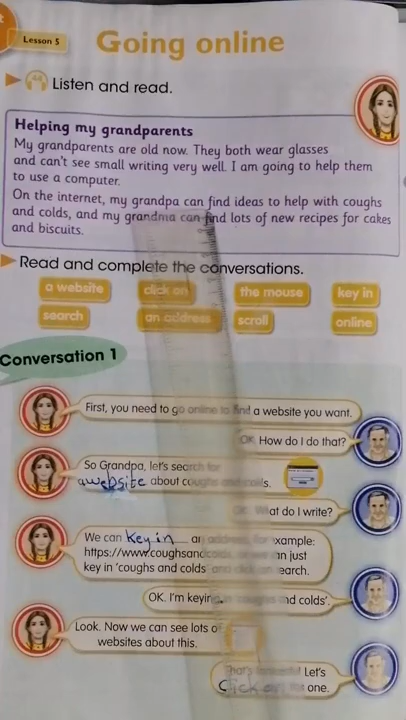 Lesson 5
Going online
Listen and read.
Helping my grandparents
My grandparents are old now. They both wear glasses
and can't see small writing very well. I am going to help them
to use a computer.
On the internet, my grandpa can find ideas to help with coughs
and colds, and my grandma can find lots of new recipes for cakes
and biscuits.
Read and complete the conversations.
a website click on the mouse key in
search an address scroll online
Conversation 1
First, you need to go online to find a website you want.
OK. How do I do that?
So Grandpa, let's search for
a website about coughs and colds.
OK. What do I write?
We can key in an address, for example:
https://www.coughsandcolds or we can just
key in 'coughs and colds' and click on search.
OK. I'm keying in 'coughs and colds'.
Look. Now we can see lots of
websites about this.
That's Let's
Click on one.